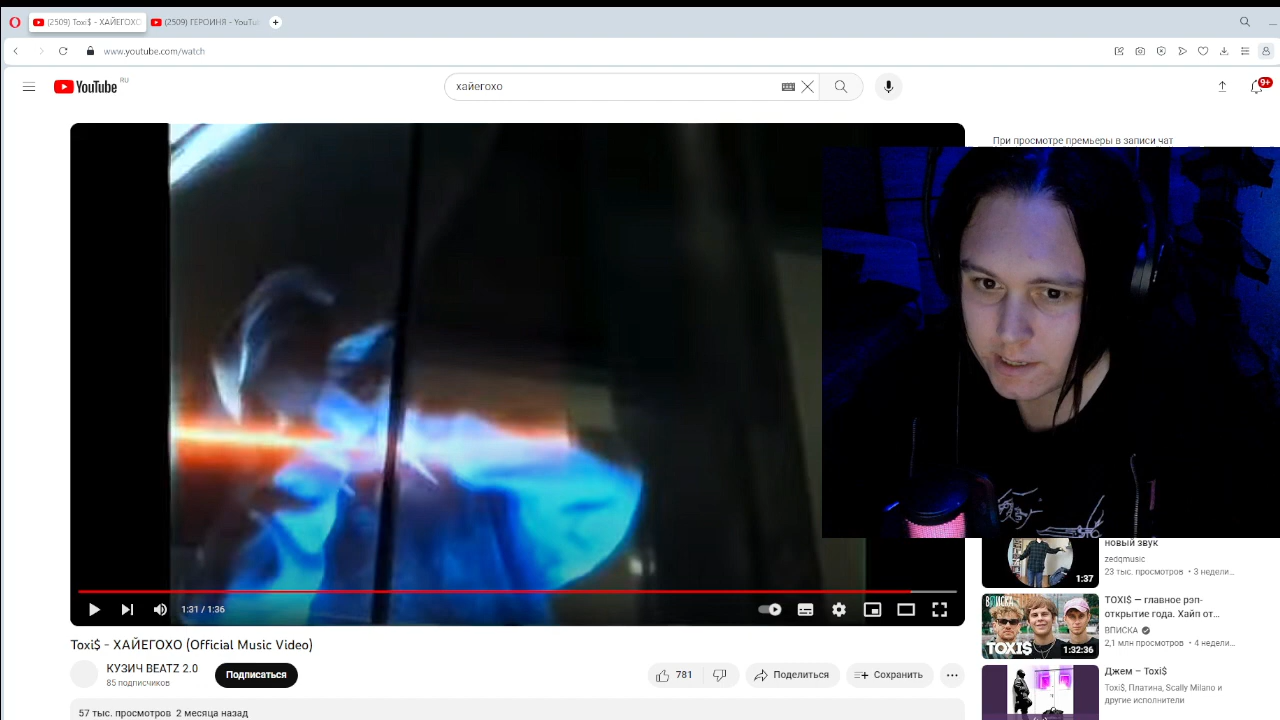 (2509) Toxi$ - ХАЙЕГОХО
(2509) ГЕРОИНЯ - YouTu
www.youtube.com/watch
YouTube RU
хайегохо
9+
При просмотре премьеры в записи чат
1:31 / 1:36
Toxi$ - ХАЙЕГОХО (Official Music Video)
КУЗИЧ BEATZ 2.0
85 подписчиков
Подписаться
781
Поделиться
Сохранить
57 тыс. просмотров 2 месяца назад
новый звук
zedqmusic
23 тыс. просмотров • 3 недели...
1:37
ВПИСКА
TOXI$
1:32:36
TOXI$ — главное рэп-
открытие года. Хайп от...
ВПИСКА
2,1 млн просмотров • 4 недели...
Джем – Toxi$
Toxi$, Платина, Scally Milano и
другие исполнители